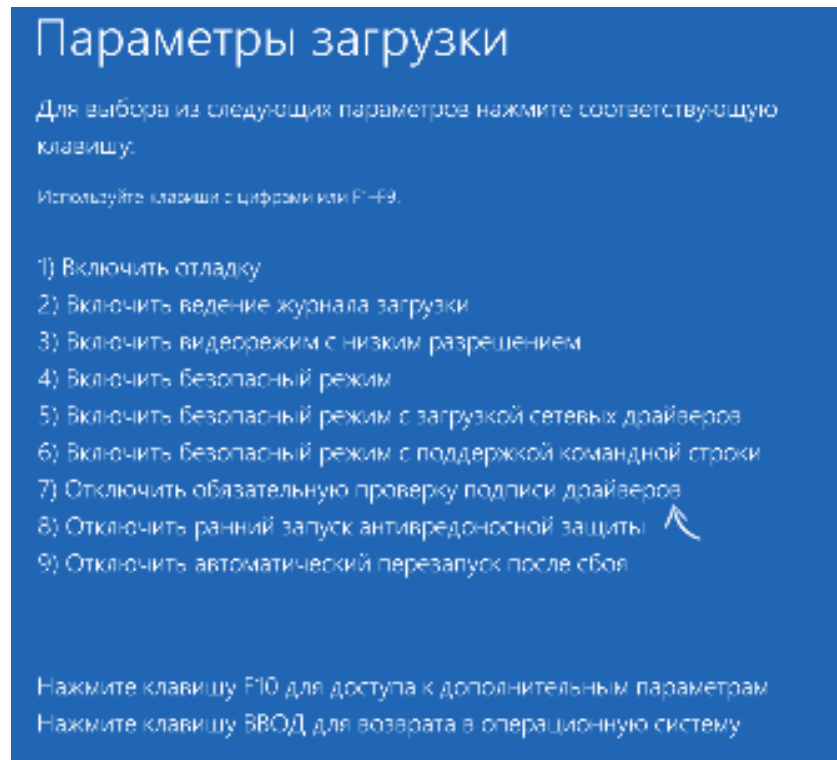 Параметры загрузки
Для выбора из следующих параметров нажмите соответствующую
клавишу:
Используйте клавиши с цифрами или F1-F9.
1) Включить отладку
2) Включить ведение журнала загрузки
3) Включить видеорежим с низким разрешением
4) Включить безопасный режим
5) Включить безопасный режим с загрузкой сетевых драйверов
6) Включить безопасный режим с поддержкой командной строки
7) Отключить обязательную проверку подписи драйверов
8) Отключить ранний запуск антивредоносной защиты
9) Отключить автоматический перезапуск после сбоя
Нажмите клавишу F10 для доступа к дополнительным параметрам
Нажмите клавишу ВВОД для возврата в операционную систему